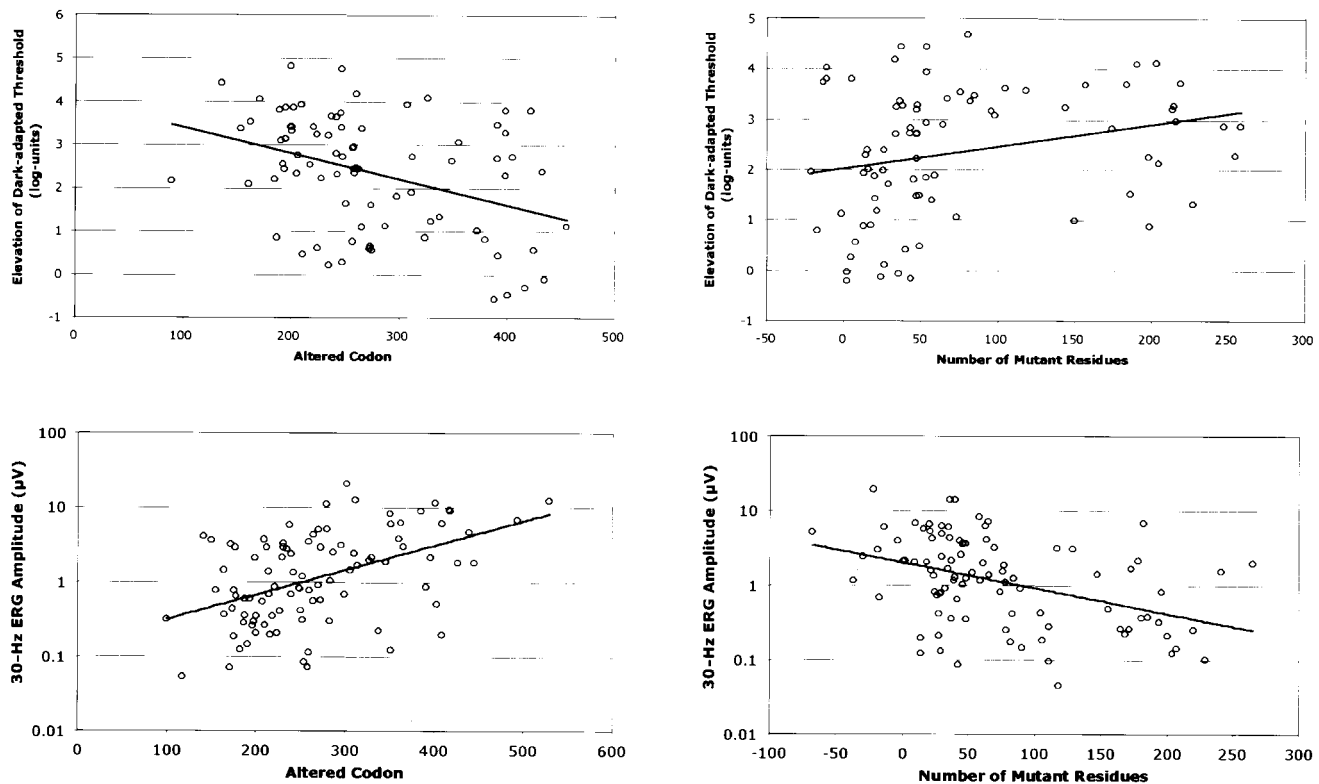 6
5
4
3
2
1
0
-1
Elevation of Dark-adapted Threshold
(log-units)
0 100 200 300 400 500
Altered Codon
5
4
3
2
1
0
-1
Elevation of Dark-adapted Threshold
(log-units)
-50 0 50 100 150 200 250 300
Number of Mutant Residues
100
10
1
0.1
0.01
30-Hz ERG Amplitude (µV)
0 100 200 300 400 500 600
Altered Codon
100
10
1
0.1
0.01
30-Hz ERG Amplitude (µV)
-100 -50 0 50 100 150 200 250 300
Number of Mutant Residues